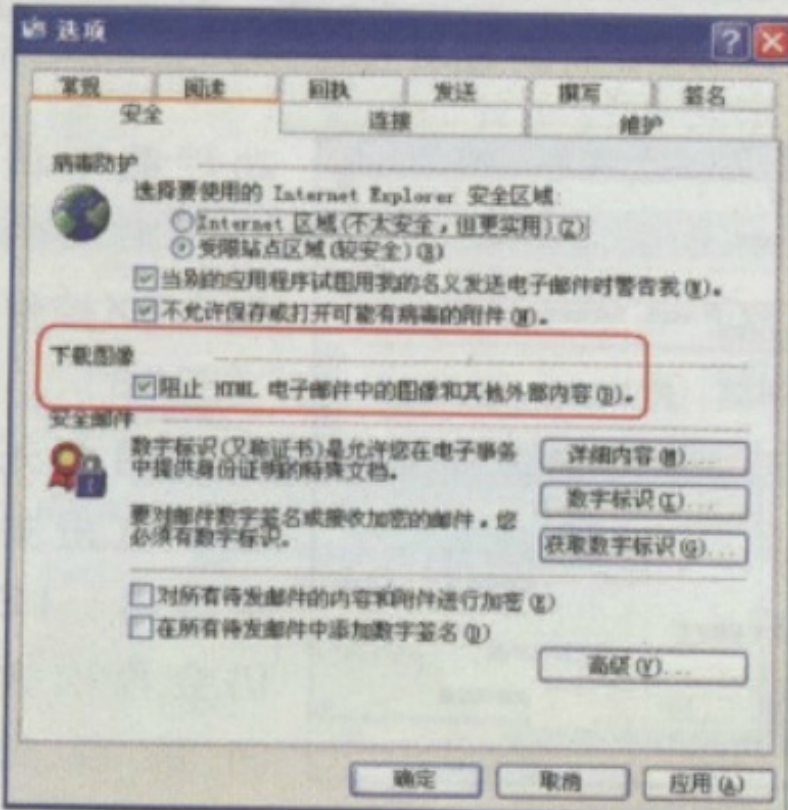 选项
常规 阅读 回执 发送 撰写 签名
安全 连接 维护
病毒防护
选择要使用的 Internet Explorer 安全区域:
Internet 区域(不太安全,但更实用)(Z)
受限站点区域(较安全)(R)
当别的应用程序试图用我的名义发送电子邮件时警告我(W)。
不允许保存或打开可能有病毒的附件(N)。
下载图像
阻止 HTML 电子邮件中的图像和其他外部内容(B)。
安全邮件
数字标识(又称证书)是允许您在电子事务
中提供身份证明的特殊文档。
详细内容(M)...
数字标识(I)...
要对邮件数字签名或接收加密的邮件,您
必须有数字标识。
获取数字标识(G)...
对所有待发邮件的内容和附件进行加密(E)
在所有待发邮件中添加数字签名(D)
高级(V)...
确定 取消 应用(A)